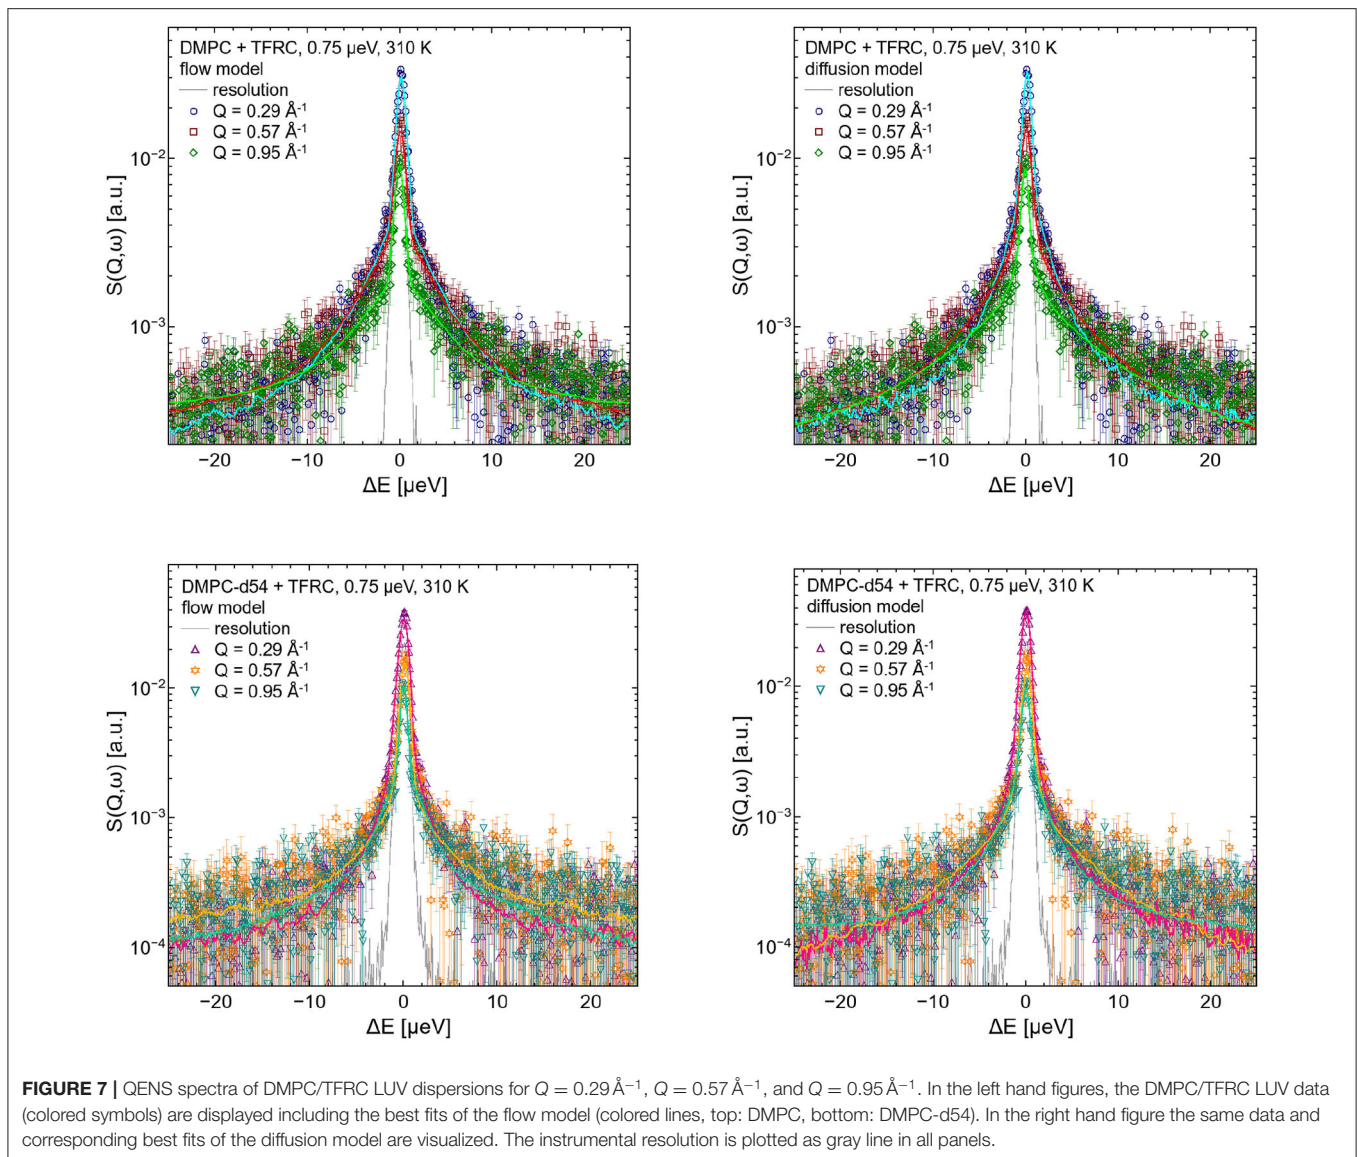 DMPC + TFRC, 0.75 µeV, 310 K
flow model
resolution
Q = 0.29 Å⁻¹
Q = 0.57 Å⁻¹
Q = 0.95 Å⁻¹
S(Q,ω) [a.u.]
10⁻²
10⁻³
−20 −10 0 10 20
ΔE [µeV]
DMPC + TFRC, 0.75 µeV, 310 K
diffusion model
resolution
Q = 0.29 Å⁻¹
Q = 0.57 Å⁻¹
Q = 0.95 Å⁻¹
S(Q,ω) [a.u.]
10⁻²
10⁻³
−20 −10 0 10 20
ΔE [µeV]
DMPC-d54 + TFRC, 0.75 µeV, 310 K
flow model
resolution
Q = 0.29 Å⁻¹
Q = 0.57 Å⁻¹
Q = 0.95 Å⁻¹
S(Q,ω) [a.u.]
10⁻²
10⁻³
10⁻⁴
−20 −10 0 10 20
ΔE [µeV]
DMPC-d54 + TFRC, 0.75 µeV, 310 K
diffusion model
resolution
Q = 0.29 Å⁻¹
Q = 0.57 Å⁻¹
Q = 0.95 Å⁻¹
S(Q,ω) [a.u.]
10⁻²
10⁻³
10⁻⁴
−20 −10 0 10 20
ΔE [µeV]
FIGURE 7 | QENS spectra of DMPC/TFRC LUV dispersions for Q = 0.29 Å⁻¹, Q = 0.57 Å⁻¹, and Q = 0.95 Å⁻¹. In the left hand figures, the DMPC/TFRC LUV data
(colored symbols) are displayed including the best fits of the flow model (colored lines, top: DMPC, bottom: DMPC-d54). In the right hand figure the same data and
corresponding best fits of the diffusion model are visualized. The instrumental resolution is plotted as gray line in all panels.